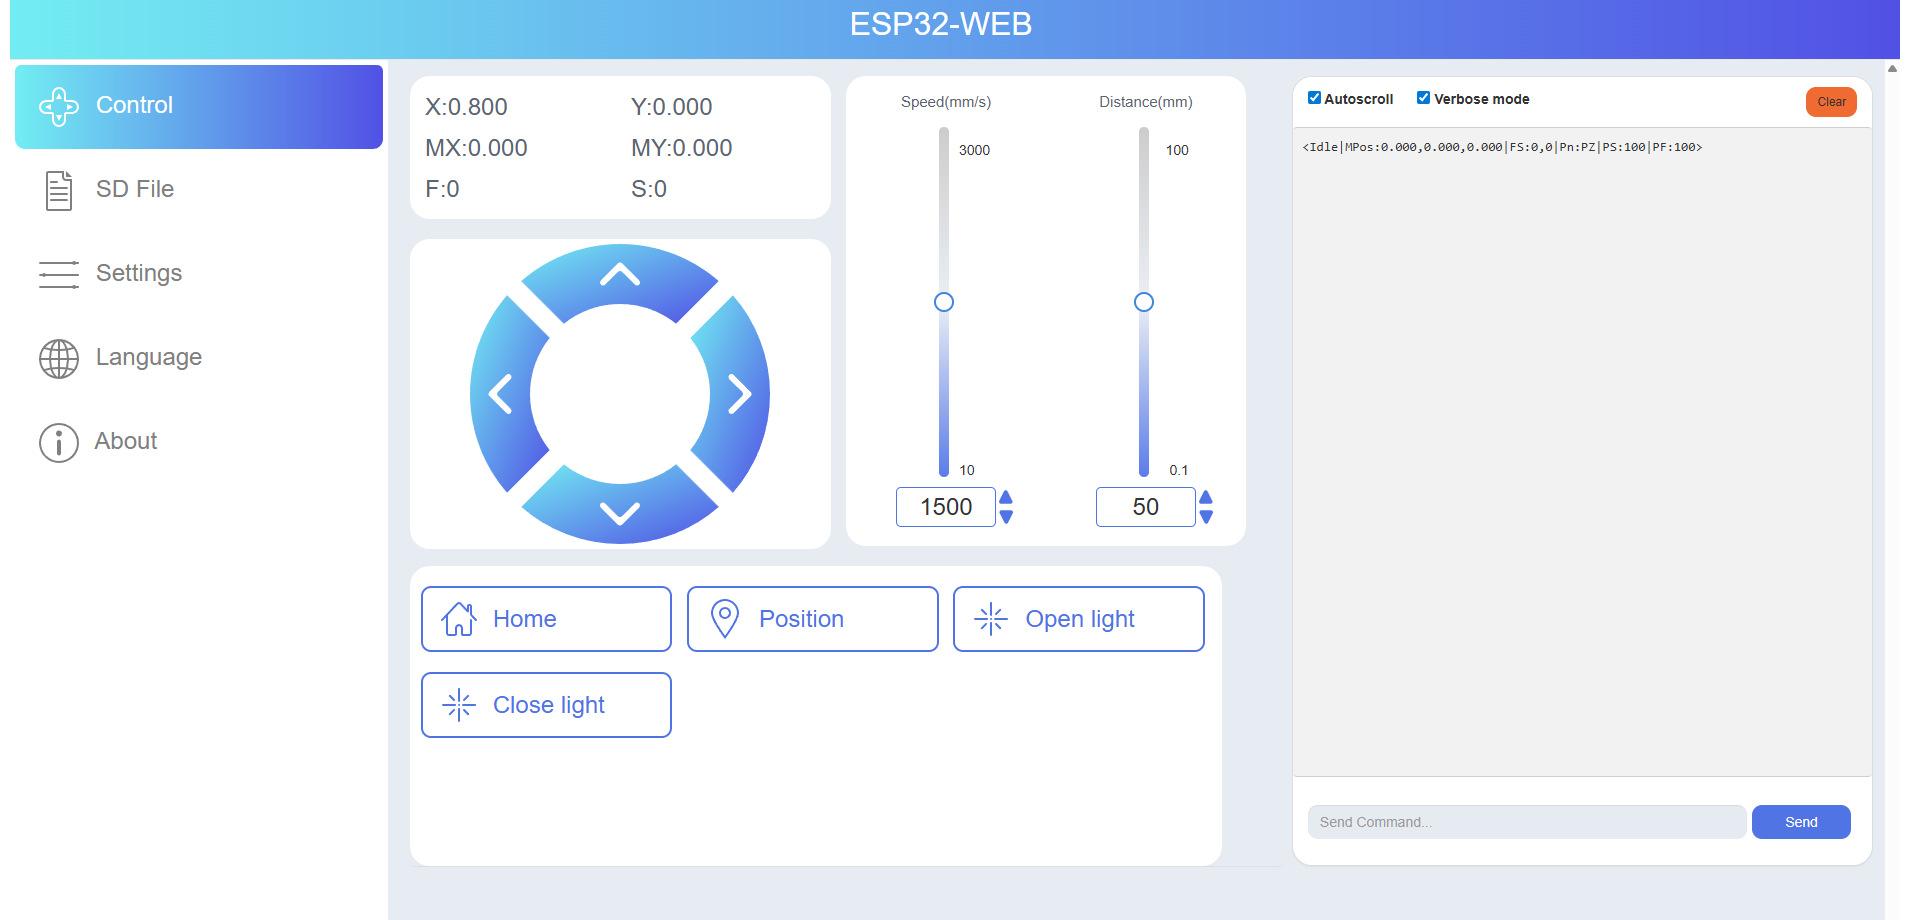 ESP32-WEB
Control
SD File
Settings
Language
About
X:0.800 Y:0.000
MX:0.000 MY:0.000
F:0 S:0
Speed(mm/s) Distance(mm)
3000 100
10 0.1
1500 50
Home Position Open light
Close light
Autoscroll Verbose mode Clear
<Idle|MPos:0.000,0.000,0.000|FS:0,0|Pn:PZ|PS:100|PF:100>
Send Command... Send